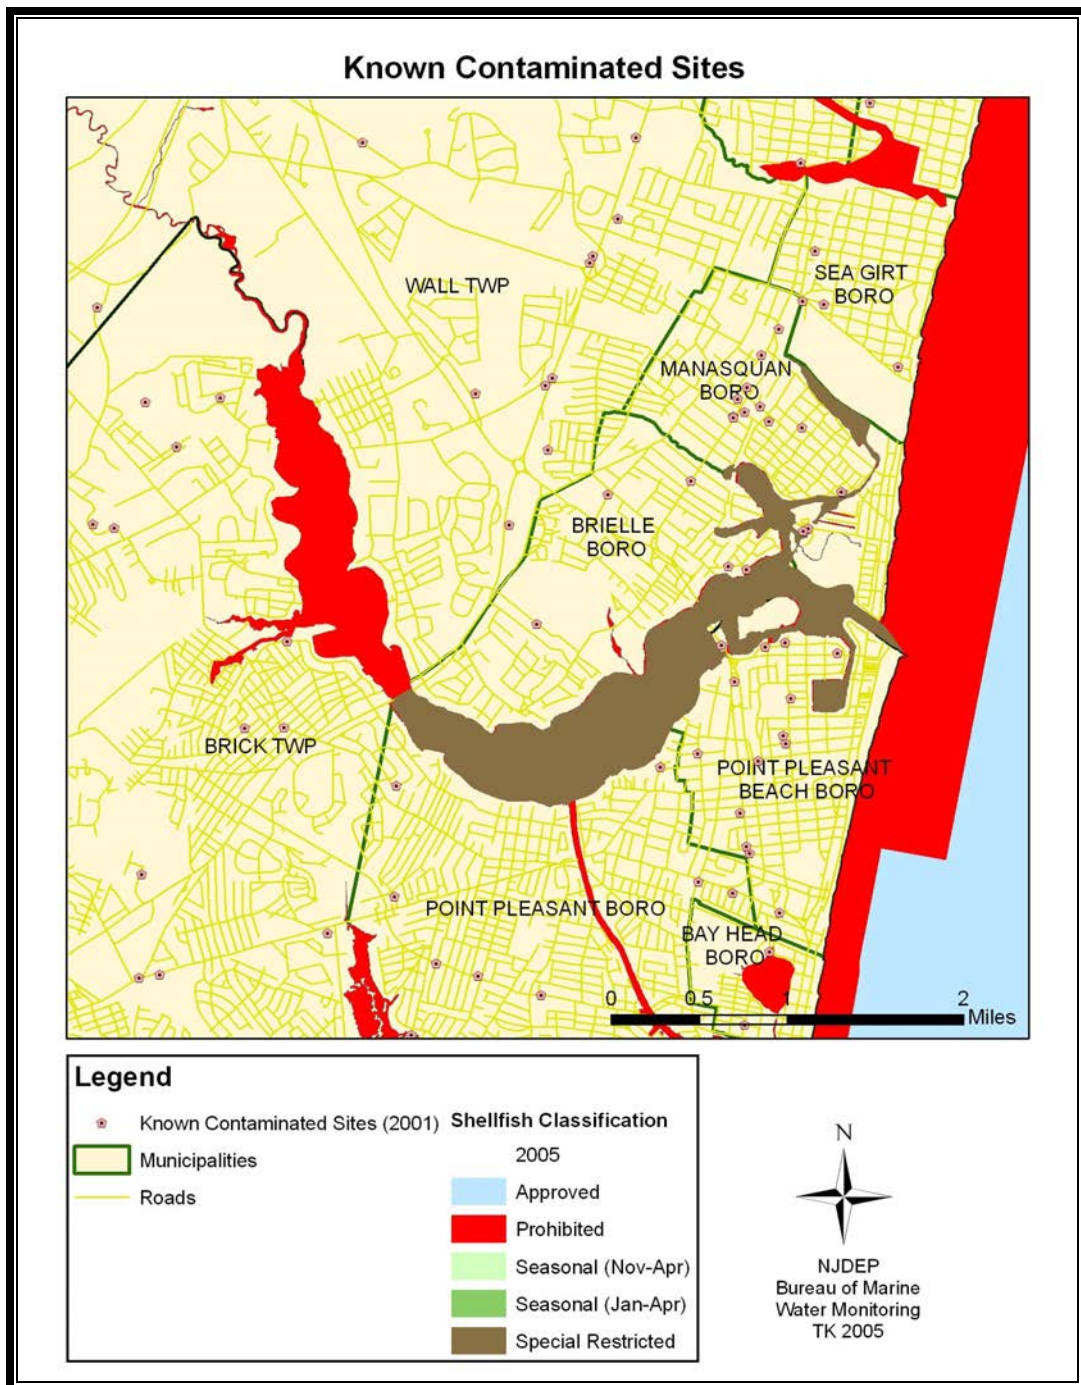 Known Contaminated Sites
WALL TWP
SEA GIRT
BORO
MANASQUAN
BORO
BRIELLE
BORO
BRICK TWP
POINT PLEASANT
BEACH BORO
POINT PLEASANT BORO
BAY HEAD
BORO
0 0.5 1 2
Miles
Legend
Known Contaminated Sites (2001)
Municipalities
Roads
Shellfish Classification
2005
Approved
Prohibited
Seasonal (Nov-Apr)
Seasonal (Jan-Apr)
Special Restricted
N
NJDEP
Bureau of Marine
Water Monitoring
TK 2005